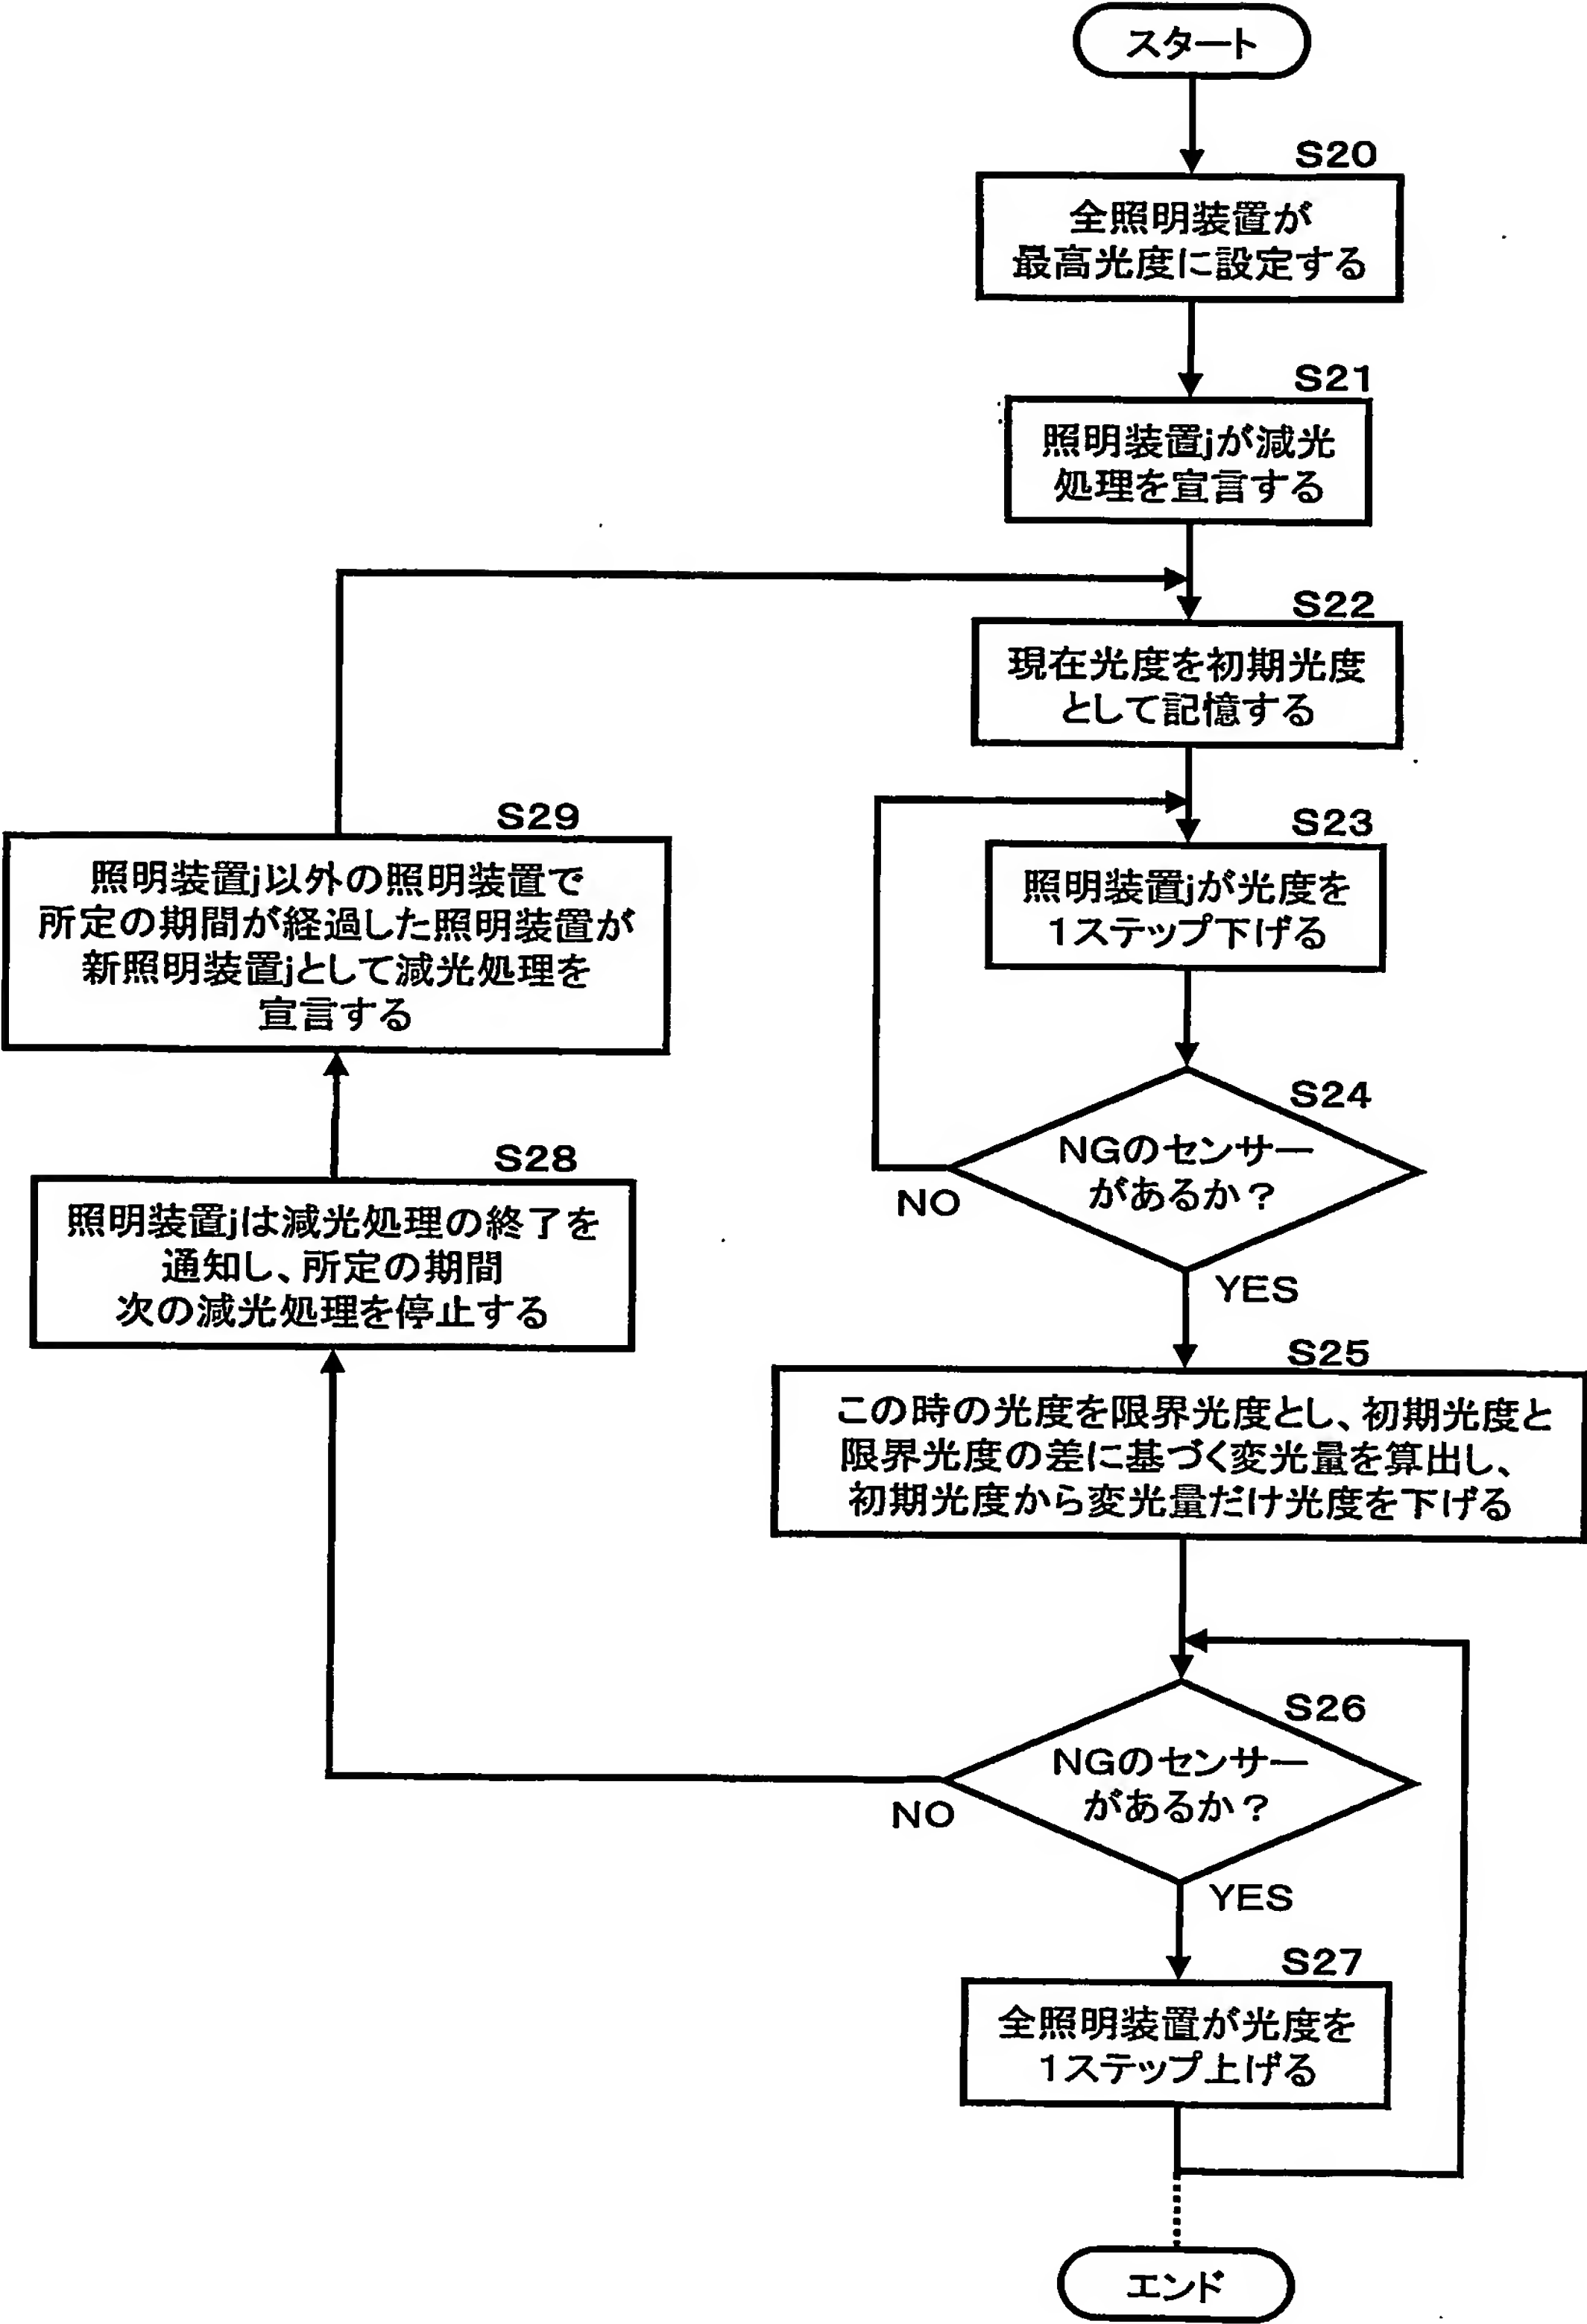 スタート
S20
全照明装置が
最高光度に設定する
S21
照明装置jが減光
処理を宣言する
S22
現在光度を初期光度
として記憶する
S23
照明装置jが光度を
1ステップ下げる
S24
NGのセンサー
があるか？
NO
YES
S25
この時の光度を限界光度とし、初期光度と
限界光度の差に基づく変光量を算出し、
初期光度から変光量だけ光度を下げる
S26
NGのセンサー
があるか？
NO
YES
S27
全照明装置が光度を
1ステップ上げる
エンド
S28
照明装置jは減光処理の終了を
通知し、所定の期間
次の減光処理を停止する
S29
照明装置j以外の照明装置で
所定の期間が経過した照明装置が
新照明装置jとして減光処理を
宣言する